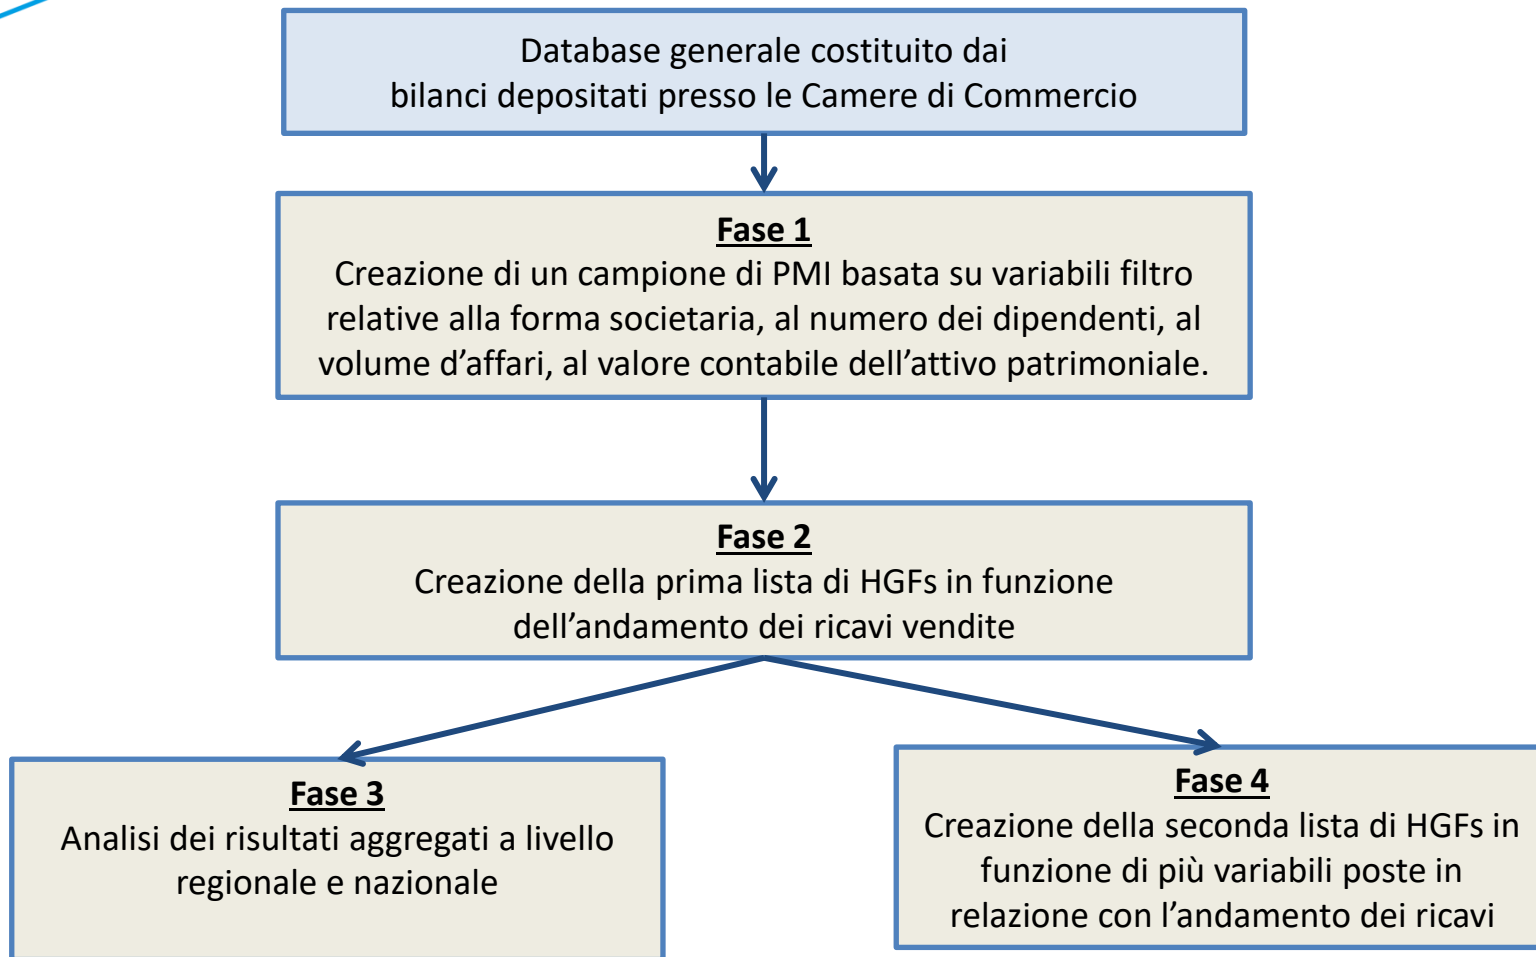 Database generale costituito dai
bilanci depositati presso le Camere di Commercio
Fase 1
Creazione di un campione di PMI basata su variabili filtro
relative alla forma societaria, al numero dei dipendenti, al
volume d’affari, al valore contabile dell’attivo patrimoniale.
Fase 2
Creazione della prima lista di HGFs in funzione
dell’andamento dei ricavi vendite
Fase 3
Analisi dei risultati aggregati a livello
regionale e nazionale
Fase 4
Creazione della seconda lista di HGFs in
funzione di più variabili poste in
relazione con l’andamento dei ricavi